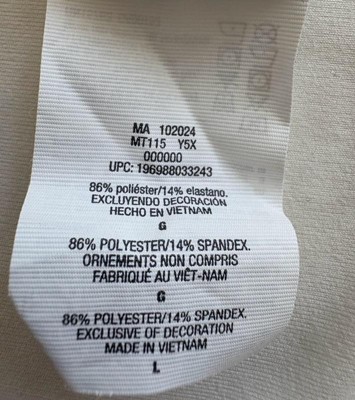 MA 102024
MT115 Y5X
000000
UPC: 196988033243
86% poliéster/14% elastano.
EXCLUYENDO DECORACIÓN
HECHO EN VIETNAM
G
86% POLYESTER/14% SPANDEX.
ORNEMENTS NON COMPRIS
FABRIQUÉ AU VIÊT-NAM
G
86% POLYESTER/14% SPANDEX.
EXCLUSIVE OF DECORATION
MADE IN VIETNAM
L